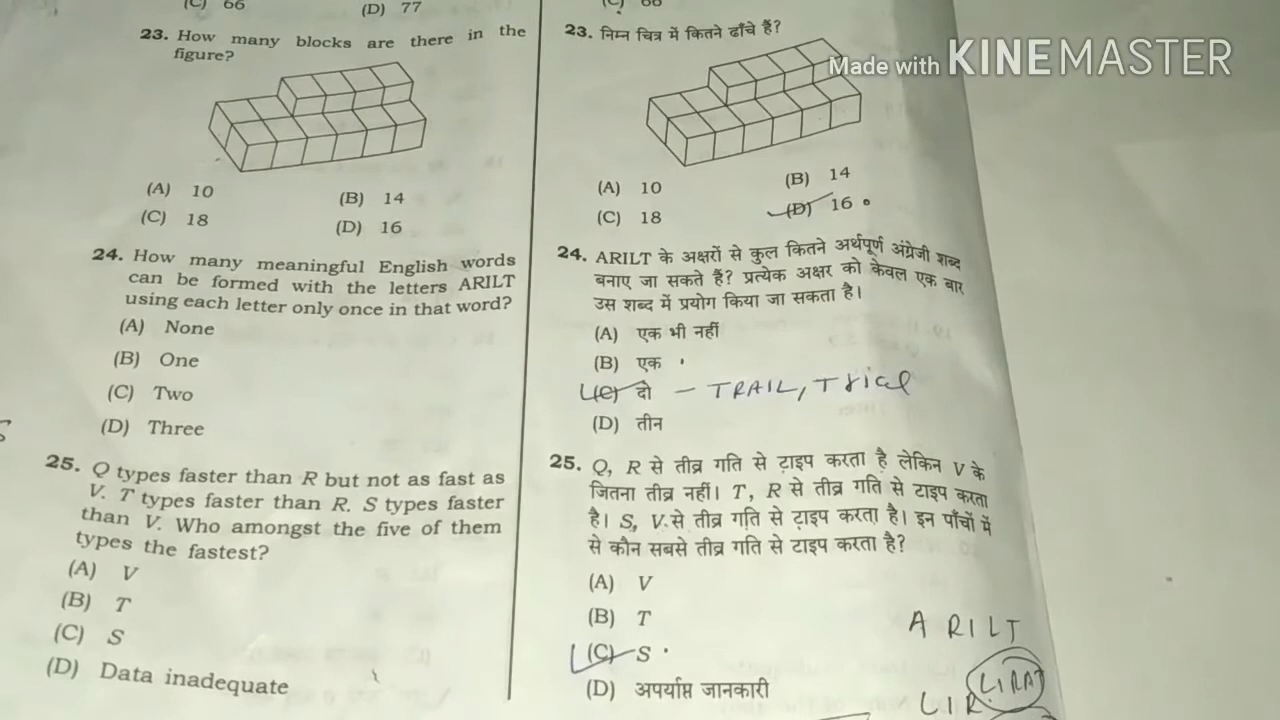 (C) 66
(D) 77
23. How many blocks are there in the
figure?
(A) 10
(B) 14
(C) 18
(D) 16
24. How many meaningful English words
can be formed with the letters ARILT
using each letter only once in that word?
(A) None
(B) One
(C) Two
(D) Three
25. Q types faster than R but not as fast as
V. T types faster than R. S types faster
than V. Who amongst the five of them
types the fastest?
(A) V
(B) T
(C) S
(D) Data inadequate
(C) 66
23. निम्न चित्र में कितने ढाँचे हैं?
Made with KINEMASTER
(A) 10
(B) 14
(C) 18
(D) 16
24. ARILT के अक्षरों से कुल कितने अर्थपूर्ण अंग्रेजी शब्द
बनाए जा सकते हैं? प्रत्येक अक्षर को केवल एक बार
उस शब्द में प्रयोग किया जा सकता है।
(A) एक भी नहीं
(B) एक
(C) दो - TRAIL, Trial
(D) तीन
25. Q, R से तीव्र गति से टाइप करता है लेकिन V के
जितना तीव्र नहीं। T, R से तीव्र गति से टाइप करता
है। S, V से तीव्र गति से टाइप करता है। इन पाँचों में
से कौन सबसे तीव्र गति से टाइप करता है?
(A) V
(B) T
(C) S
(D) अपर्याप्त जानकारी
ARILT
LIR